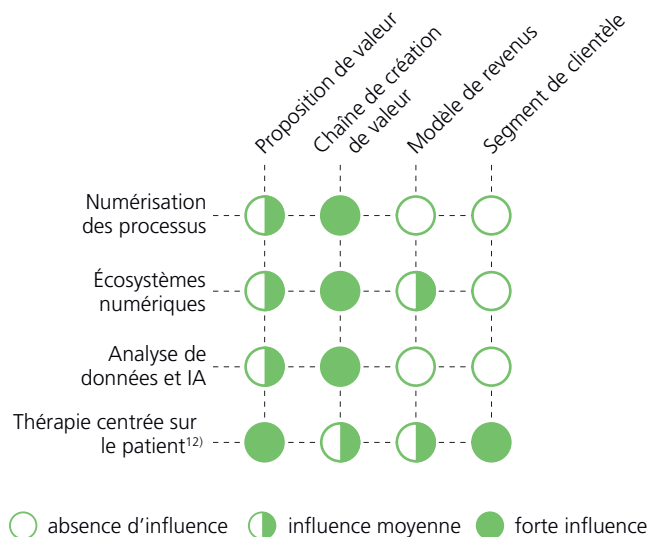 Proposition de valeur
Chaîne de création
de valeur
Modèle de revenus
Segment de clientèle
Numérisation
des processus
Écosystèmes
numériques
Analyse de
données et IA
Thérapie centrée sur
le patient¹²⁾
absence d’influence
influence moyenne
forte influence